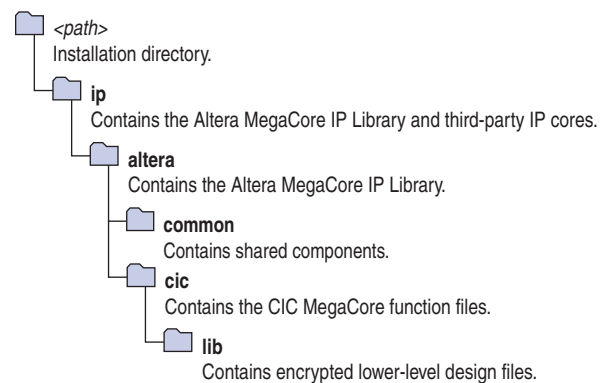 <path>
Installation directory.
ip
Contains the Altera MegaCore IP Library and third-party IP cores.
altera
Contains the Altera MegaCore IP Library.
common
Contains shared components.
cic
Contains the CIC MegaCore function files.
lib
Contains encrypted lower-level design files.